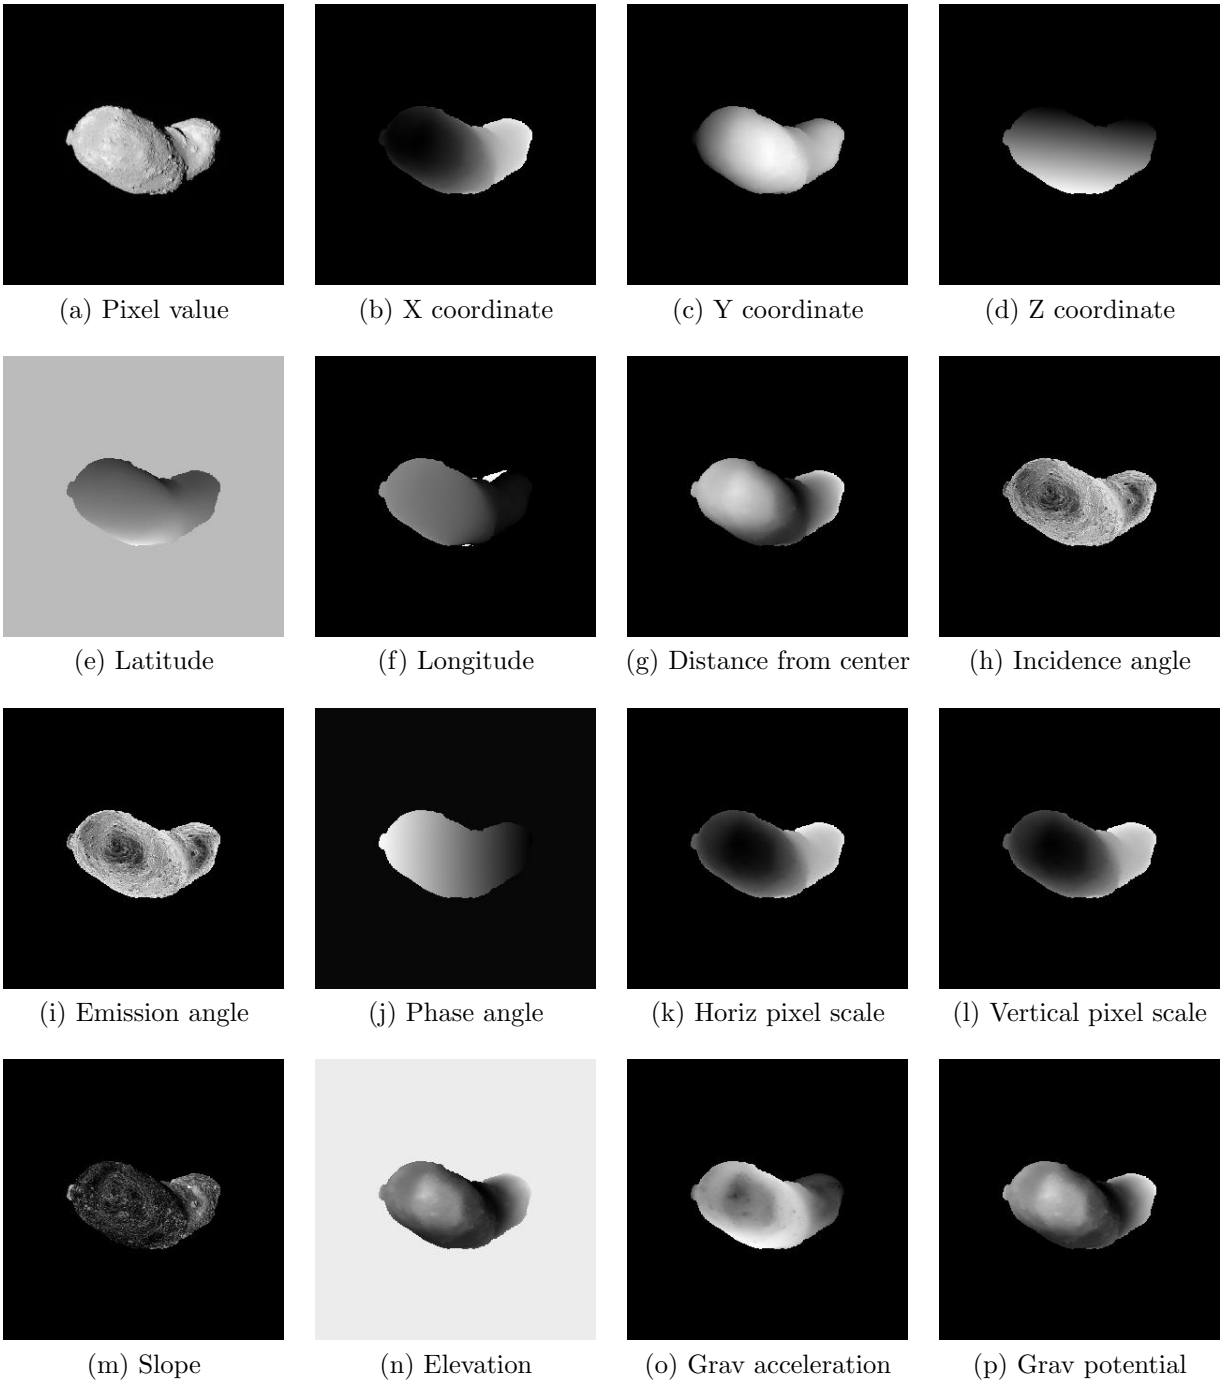 (a) Pixel value
(b) X coordinate
(c) Y coordinate
(d) Z coordinate
(e) Latitude
(f) Longitude
(g) Distance from center
(h) Incidence angle
(i) Emission angle
(j) Phase angle
(k) Horiz pixel scale
(l) Vertical pixel scale
(m) Slope
(n) Elevation
(o) Grav acceleration
(p) Grav potential